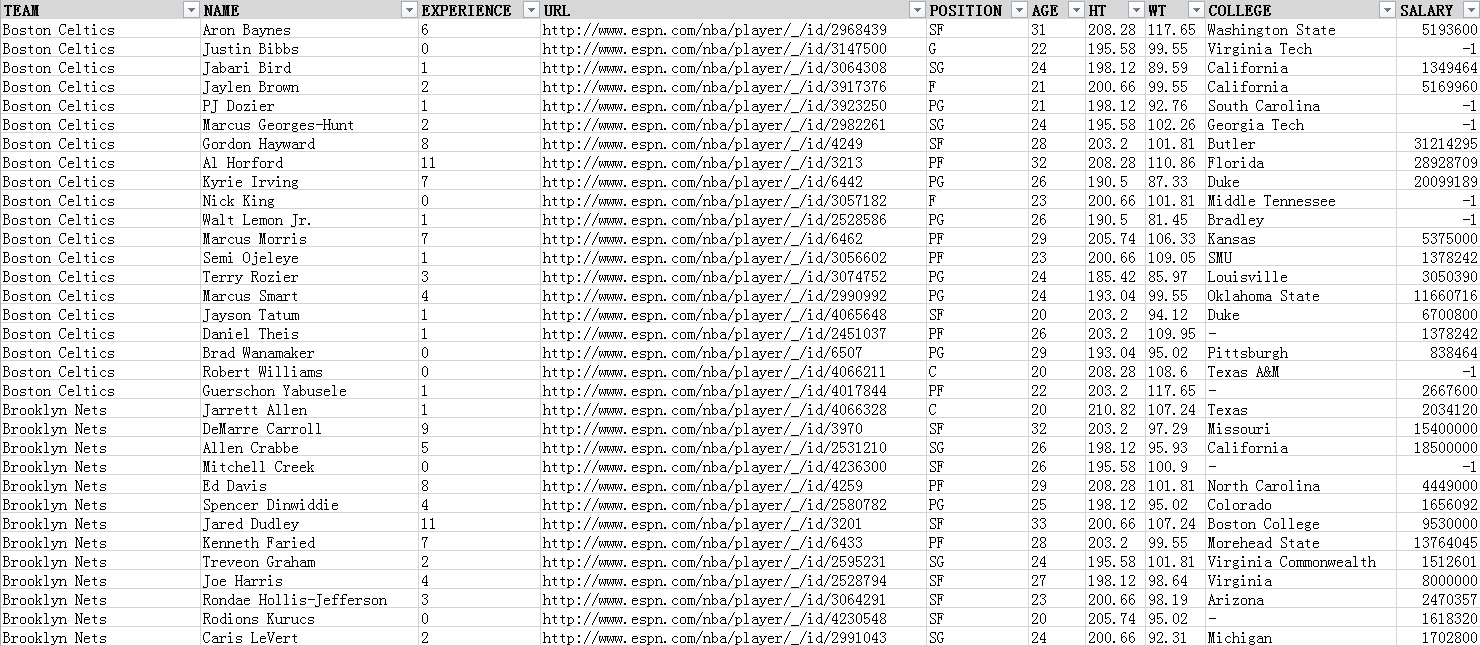 TEAM NAME EXPERIENCE URL POSITION AGE HT WT COLLEGE SALARY
Boston Celtics Aron Baynes 6 http://www.espn.com/nba/player/_/id/2968439 SF 31 208.28 117.65 Washington State 5193600
Boston Celtics Justin Bibbs 0 http://www.espn.com/nba/player/_/id/3147500 G 22 195.58 99.55 Virginia Tech -1
Boston Celtics Jabari Bird 1 http://www.espn.com/nba/player/_/id/3064308 SG 24 198.12 89.59 California 1349464
Boston Celtics Jaylen Brown 2 http://www.espn.com/nba/player/_/id/3917376 F 21 200.66 99.55 California 5169960
Boston Celtics PJ Dozier 1 http://www.espn.com/nba/player/_/id/3923250 PG 21 198.12 92.76 South Carolina -1
Boston Celtics Marcus Georges-Hunt 2 http://www.espn.com/nba/player/_/id/2982261 SG 24 195.58 102.26 Georgia Tech -1
Boston Celtics Gordon Hayward 8 http://www.espn.com/nba/player/_/id/4249 SF 28 203.2 101.81 Butler 31214295
Boston Celtics Al Horford 11 http://www.espn.com/nba/player/_/id/3213 PF 32 208.28 110.86 Florida 28928709
Boston Celtics Kyrie Irving 7 http://www.espn.com/nba/player/_/id/6442 PG 26 190.5 87.33 Duke 20099189
Boston Celtics Nick King 0 http://www.espn.com/nba/player/_/id/3057182 F 23 200.66 101.81 Middle Tennessee -1
Boston Celtics Walt Lemon Jr. 1 http://www.espn.com/nba/player/_/id/2528586 PG 26 190.5 81.45 Bradley -1
Boston Celtics Marcus Morris 7 http://www.espn.com/nba/player/_/id/6462 PF 29 205.74 106.33 Kansas 5375000
Boston Celtics Semi Ojeleye 1 http://www.espn.com/nba/player/_/id/3056602 PF 23 200.66 109.05 SMU 1378242
Boston Celtics Terry Rozier 3 http://www.espn.com/nba/player/_/id/3074752 PG 24 185.42 85.97 Louisville 3050390
Boston Celtics Marcus Smart 4 http://www.espn.com/nba/player/_/id/2990992 PG 24 193.04 99.55 Oklahoma State 11660716
Boston Celtics Jayson Tatum 1 http://www.espn.com/nba/player/_/id/4065648 SF 20 203.2 94.12 Duke 6700800
Boston Celtics Daniel Theis 1 http://www.espn.com/nba/player/_/id/2451037 PF 26 203.2 109.95 - 1378242
Boston Celtics Brad Wanamaker 0 http://www.espn.com/nba/player/_/id/6507 PG 29 193.04 95.02 Pittsburgh 838464
Boston Celtics Robert Williams 0 http://www.espn.com/nba/player/_/id/4066211 C 20 208.28 108.6 Texas A&M -1
Boston Celtics Guerschon Yabusele 1 http://www.espn.com/nba/player/_/id/4017844 PF 22 203.2 117.65 - 2667600
Brooklyn Nets Jarrett Allen 1 http://www.espn.com/nba/player/_/id/4066328 C 20 210.82 107.24 Texas 2034120
Brooklyn Nets DeMarre Carroll 9 http://www.espn.com/nba/player/_/id/3970 SF 32 203.2 97.29 Missouri 15400000
Brooklyn Nets Allen Crabbe 5 http://www.espn.com/nba/player/_/id/2531210 SG 26 198.12 95.93 California 18500000
Brooklyn Nets Mitchell Creek 0 http://www.espn.com/nba/player/_/id/4236300 SF 26 195.58 100.9 - -1
Brooklyn Nets Ed Davis 8 http://www.espn.com/nba/player/_/id/4259 PF 29 208.28 101.81 North Carolina 4449000
Brooklyn Nets Spencer Dinwiddie 4 http://www.espn.com/nba/player/_/id/2580782 PG 25 198.12 95.02 Colorado 1656092
Brooklyn Nets Jared Dudley 11 http://www.espn.com/nba/player/_/id/3201 SF 33 200.66 107.24 Boston College 9530000
Brooklyn Nets Kenneth Faried 7 http://www.espn.com/nba/player/_/id/6433 PF 28 203.2 99.55 Morehead State 13764045
Brooklyn Nets Treveon Graham 2 http://www.espn.com/nba/player/_/id/2595231 SG 24 195.58 101.81 Virginia Commonwealth 1512601
Brooklyn Nets Joe Harris 4 http://www.espn.com/nba/player/_/id/2528794 SF 27 198.12 98.64 Virginia 8000000
Brooklyn Nets Rondae Hollis-Jefferson 3 http://www.espn.com/nba/player/_/id/3064291 SF 23 200.66 98.19 Arizona 2470357
Brooklyn Nets Rodions Kurucs 0 http://www.espn.com/nba/player/_/id/4230548 SF 20 205.74 95.02 - 1618320
Brooklyn Nets Caris LeVert 2 http://www.espn.com/nba/player/_/id/2991043 SG 24 200.66 92.31 Michigan 1702800